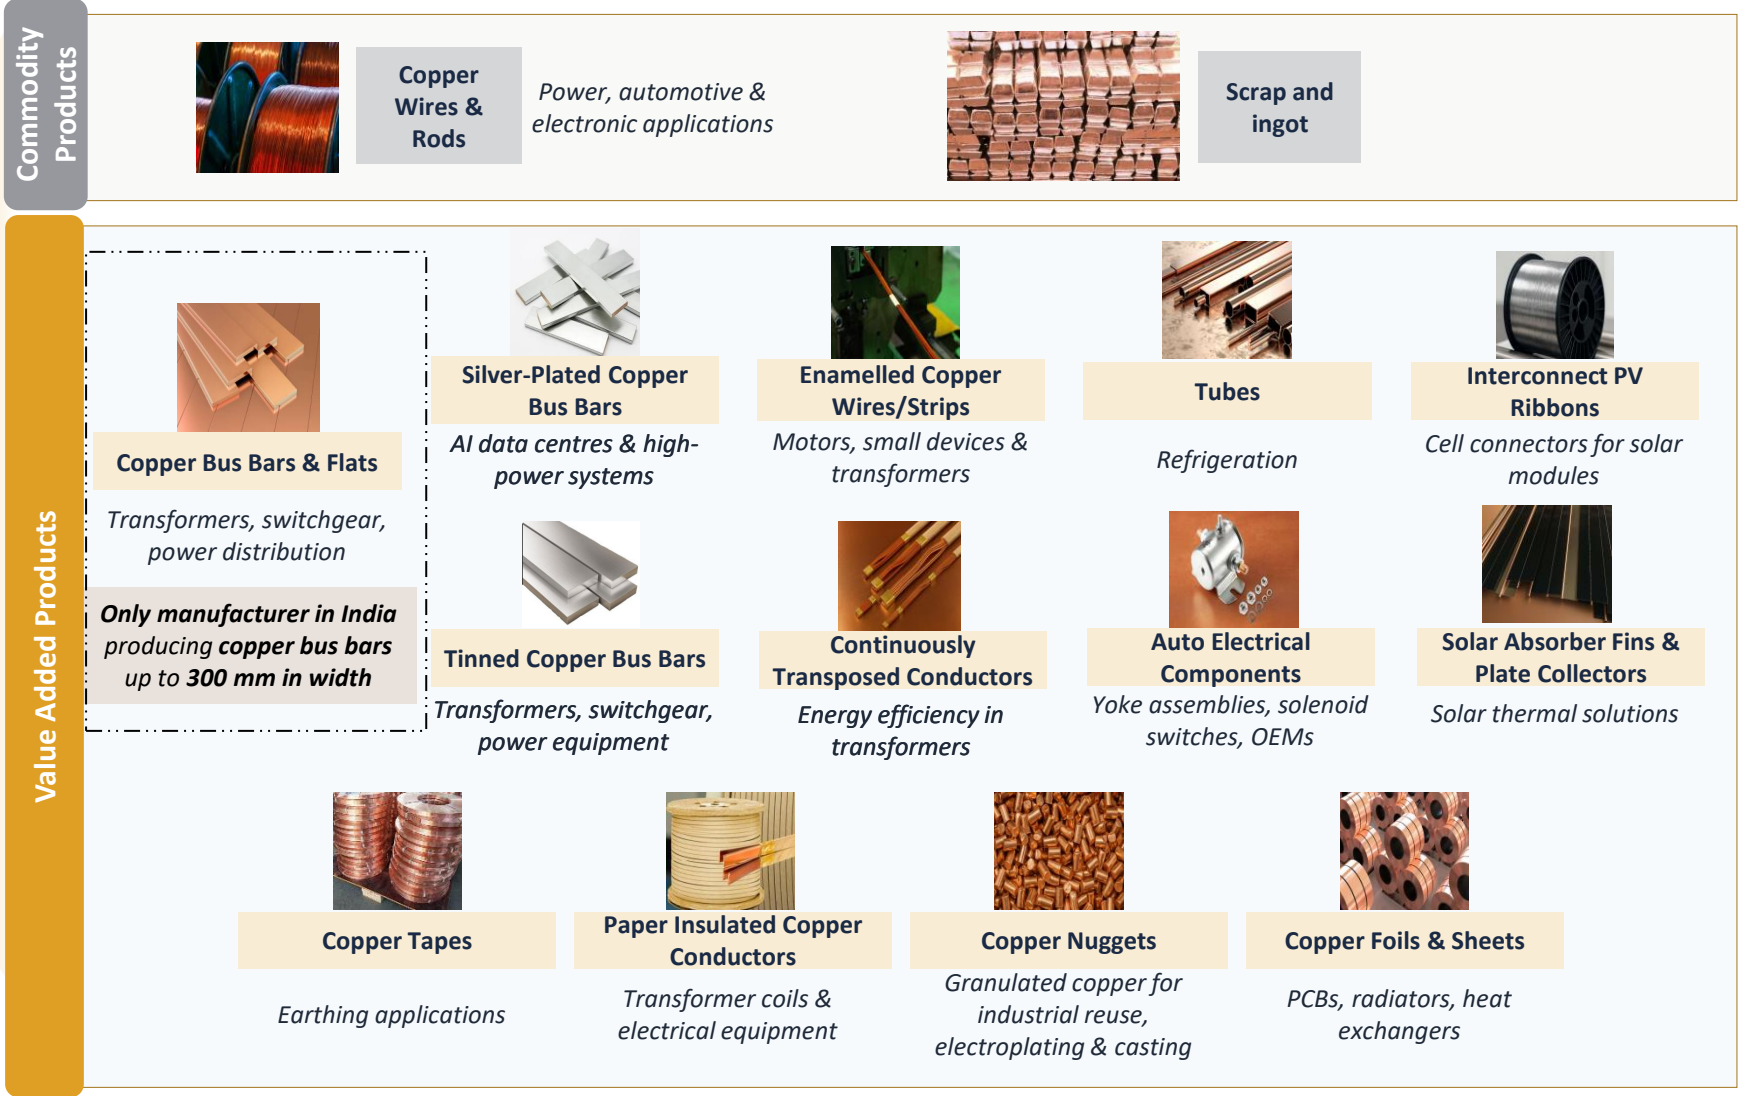 Commodity
Products
Copper
Wires &
Rods
Power, automotive &
electronic applications
Scrap and
ingot
Value Added Products
Copper Bus Bars & Flats
Transformers, switchgear,
power distribution
Only manufacturer in India
producing copper bus bars
up to 300 mm in width
Silver-Plated Copper
Bus Bars
AI data centres & high-
power systems
Enamelled Copper
Wires/Strips
Motors, small devices &
transformers
Tubes
Refrigeration
Interconnect PV
Ribbons
Cell connectors for solar
modules
Tinned Copper Bus Bars
Transformers, switchgear,
power equipment
Continuously
Transposed Conductors
Energy efficiency in
transformers
Auto Electrical
Components
Yoke assemblies, solenoid
switches, OEMs
Solar Absorber Fins &
Plate Collectors
Solar thermal solutions
Copper Tapes
Earthing applications
Paper Insulated Copper
Conductors
Transformer coils &
electrical equipment
Copper Nuggets
Granulated copper for
industrial reuse,
electroplating & casting
Copper Foils & Sheets
PCBs, radiators, heat
exchangers